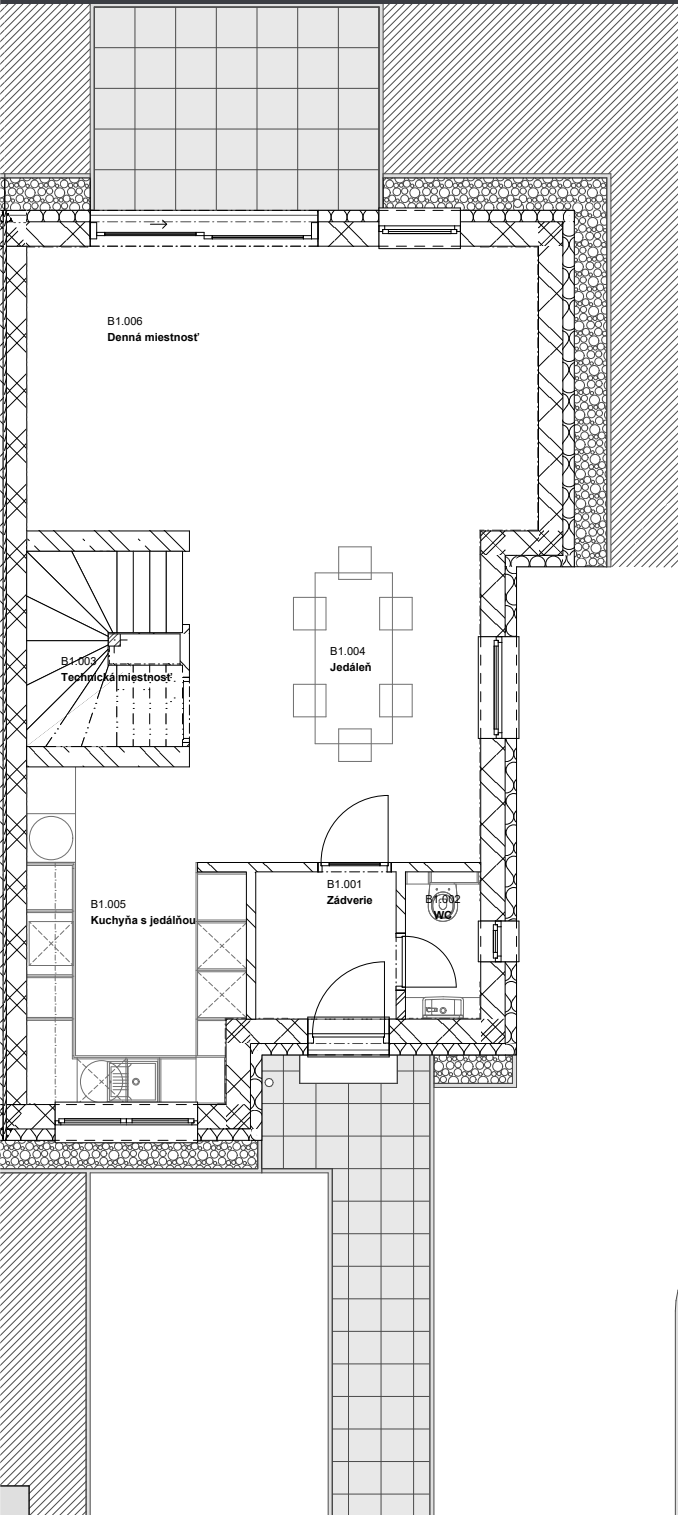 B1.006
Denná miestnosť
B1.004
Jedáleň
B1.003
Technická miestnosť
B1.001
Zádverie
B1.002
WC
B1.005
Kuchyňa s jedálňou